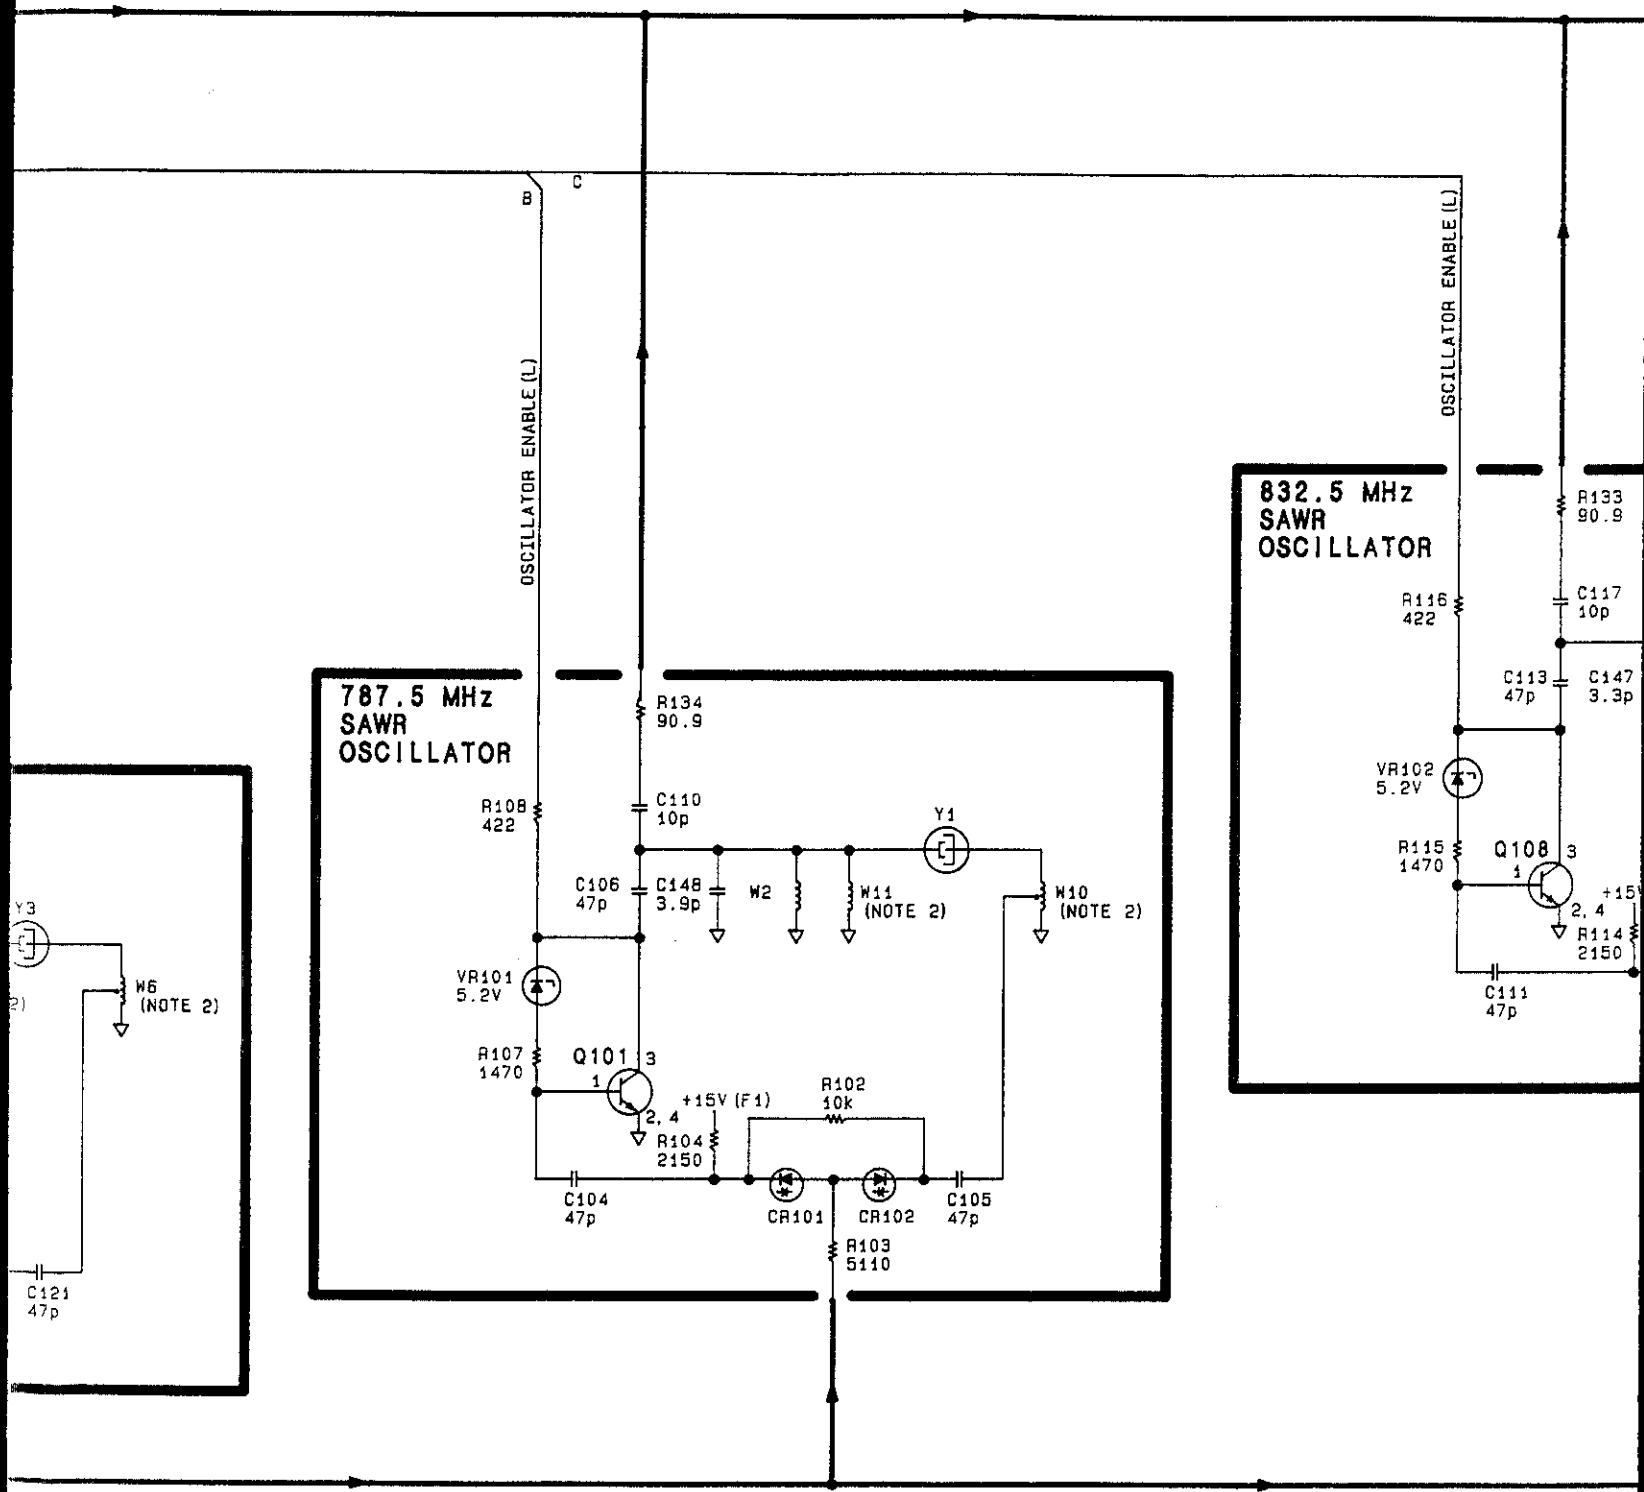 C
B
OSCILLATOR ENABLE(L)
OSCILLATOR ENABLE(L)
832.5 MHz
SAWR
OSCILLATOR
R133
90.9
R116
422
C117
10p
C113
47p
C147
3.3p
VR102
5.2V
R115
1470
Q108
3
1
2,4
+15
R114
2150
C111
47p
787.5 MHz
SAWR
OSCILLATOR
R134
90.9
R108
422
C110
10p
Y1
C106
47p
C148
3.9p
W2
W11
(NOTE 2)
W10
(NOTE 2)
VR101
5.2V
R107
1470
Q101
3
1
2,4
+15V(F1)
R104
2150
R102
10k
C104
47p
CR101
CR102
C105
47p
R103
5110
Y3
2)
W6
(NOTE 2)
C121
47p